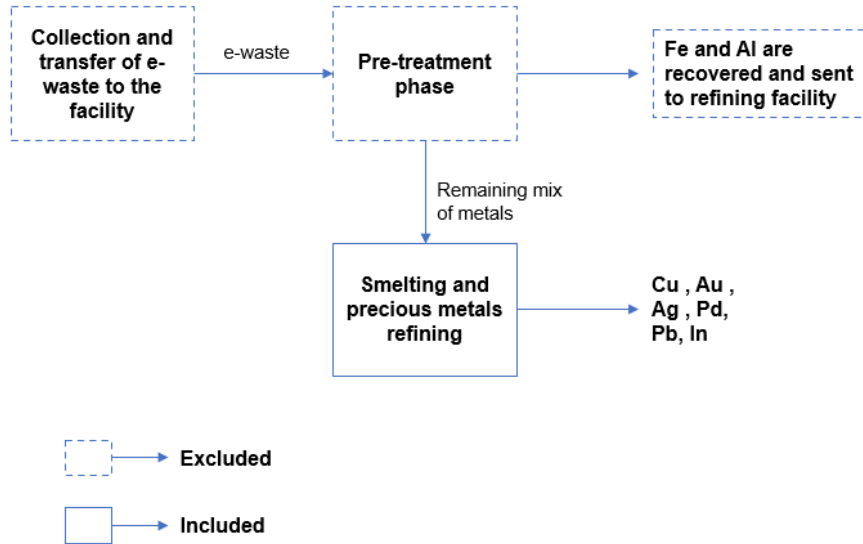 Collection and
transfer of e-
waste to the
facility
e-waste
Pre-treatment
phase
Fe and Al are
recovered and sent
to refining facility
Remaining mix
of metals
Smelting and
precious metals
refining
Cu , Au ,
Ag , Pd,
Pb, In
Excluded
Included